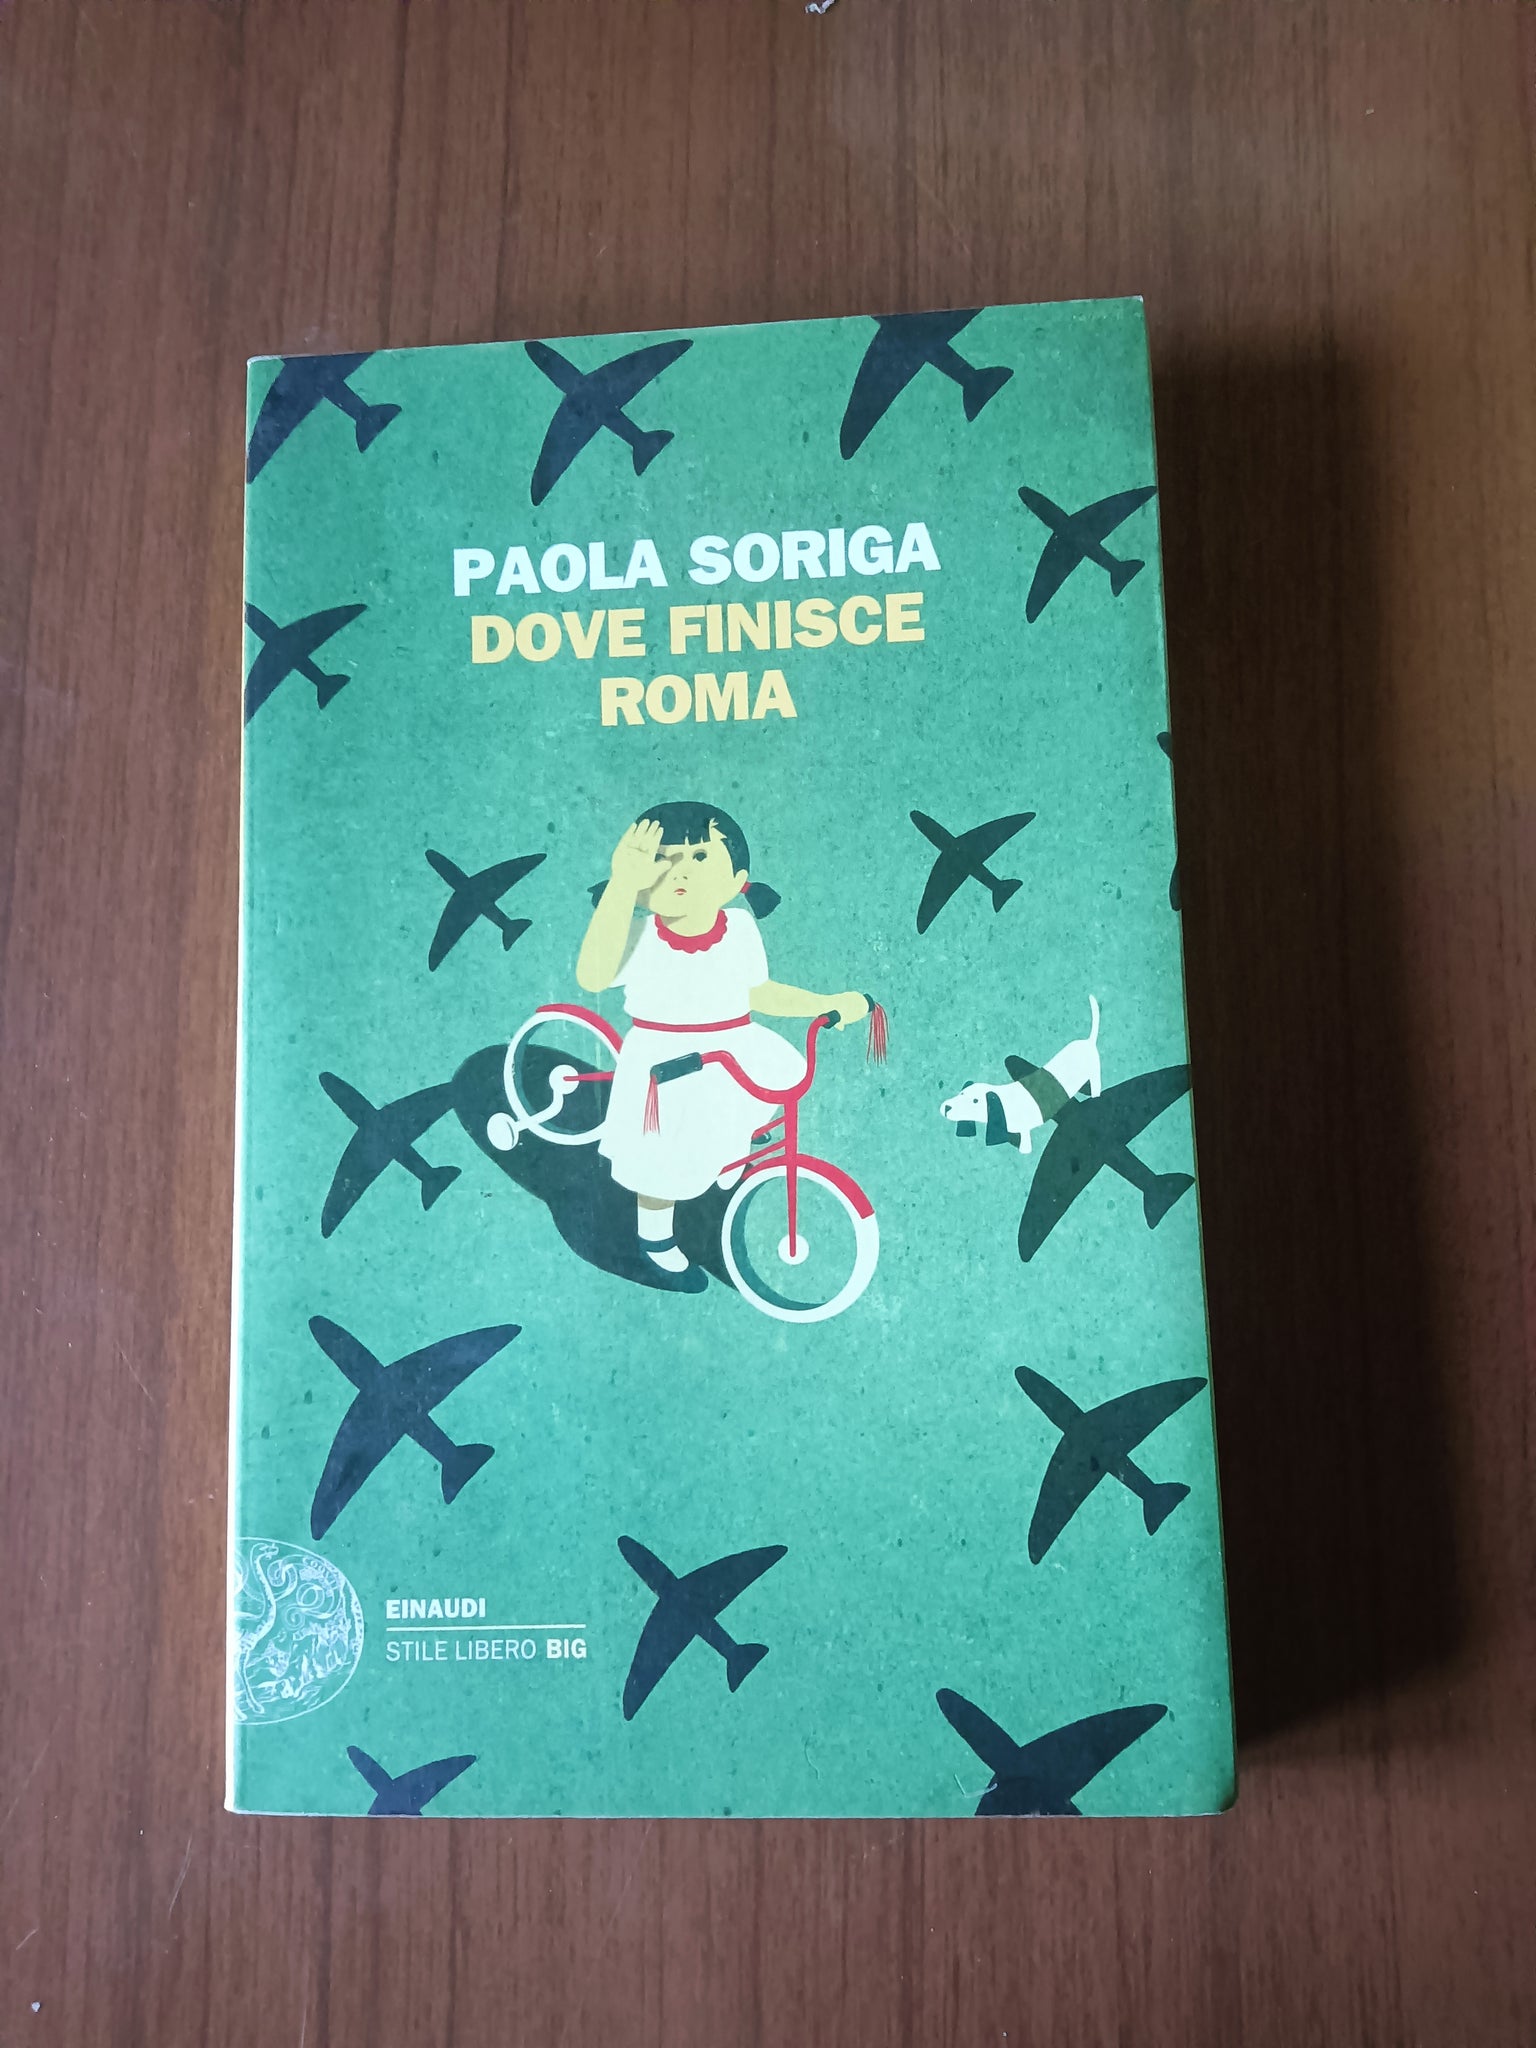 PAOLA SORIGA
DOVE FINISCE
ROMA
EINAUDI
STILE LIBERO BIG